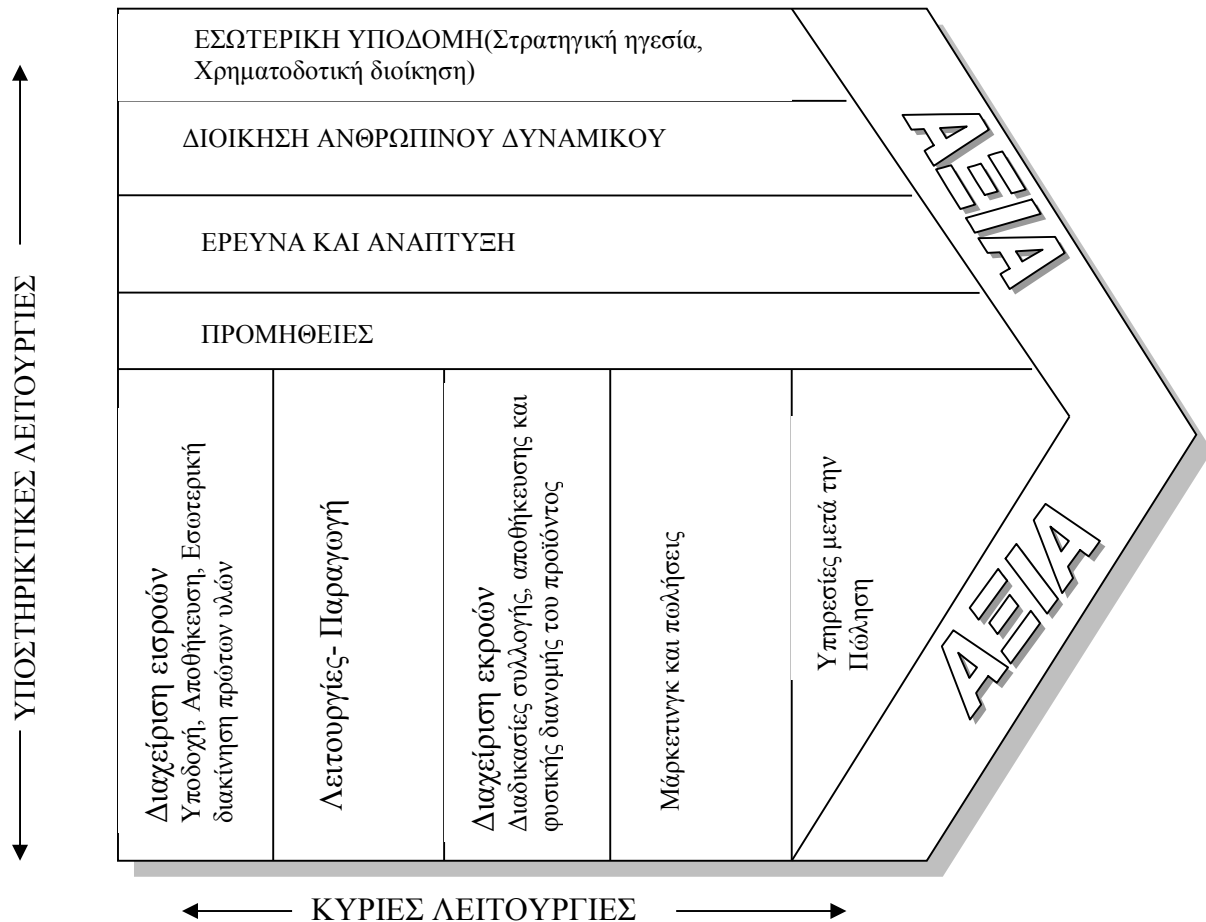 ΕΣΩΤΕΡΙΚΗ ΥΠΟΔΟΜΗ(Στρατηγική ηγεσία,
Χρηματοδοτική διοίκηση)
ΔΙΟΙΚΗΣΗ ΑΝΘΡΩΠΙΝΟΥ ΔΥΝΑΜΙΚΟΥ
ΕΡΕΥΝΑ ΚΑΙ ΑΝΑΠΤΥΞΗ
ΠΡΟΜΗΘΕΙΕΣ
ΑΞΙΑ
ΥΠΟΣΤΗΡΙΚΤΙΚΕΣ ΛΕΙΤΟΥΡΓΙΕΣ
Διαχείριση εισροών
Υποδοχή, Αποθήκευση, Εσωτερική
διακίνηση πρώτων υλών
Λειτουργίες- Παραγωγή
Διαχείριση εκροών
Διαδικασίες συλλογής, αποθήκευσης και
φυσικής διανομής του προϊόντος
Μάρκετινγκ και πωλήσεις
Υπηρεσίες μετά την
Πώληση
ΑΞΙΑ
ΚΥΡΙΕΣ ΛΕΙΤΟΥΡΓΙΕΣ